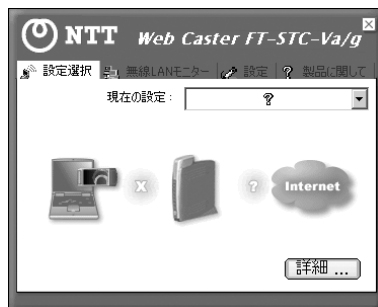 NTT Web Caster FT-STC-Va/g
設定選択 無線LANモニター 設定 ? 製品に関して
現在の設定： ?
X ? Internet
詳細 ...